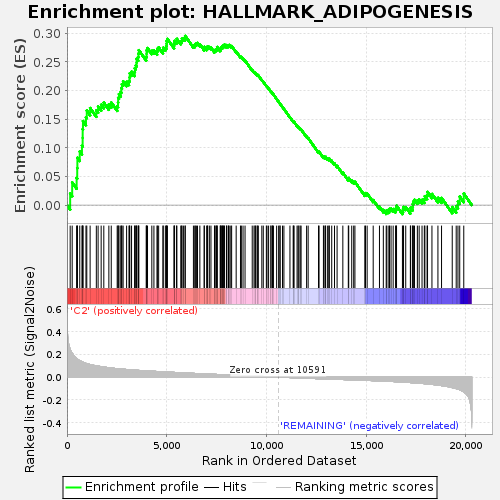 Enrichment plot: HALLMARK_ADIPOGENESIS
Enrichment score (ES)
0.30
0.25
0.20
0.15
0.10
0.05
0.00
Ranked list metric (Signal2Noise)
0.6
0.4
0.2
0.0
-0.2
-0.4
'C2' (positively correlated)
Zero cross at 10591
'REMAINING' (negatively correlated)
0
5,000
10,000
15,000
20,000
Rank in Ordered Dataset
Enrichment profile
Hits
Ranking metric scores